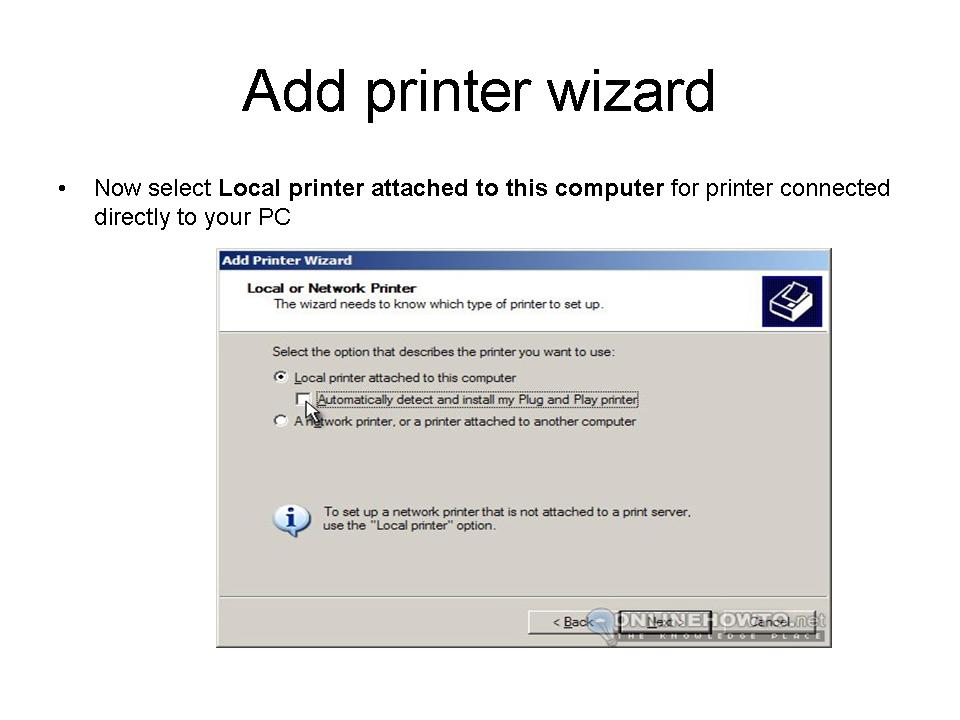 Add printer wizard
• Now select Local printer attached to this computer for printer connected
directly to your PC
Add Printer Wizard
Local or Network Printer
The wizard needs to know which type of printer to set up.
Select the option that describes the printer you want to use:
Local printer attached to this computer
Automatically detect and install my Plug and Play printer
A network printer, or a printer attached to another computer
To set up a network printer that is not attached to a print server,
use the "Local printer" option.
< Back Next > Cancel
ONLINEHOWTO.net
THE KNOWLEDGE PLACE